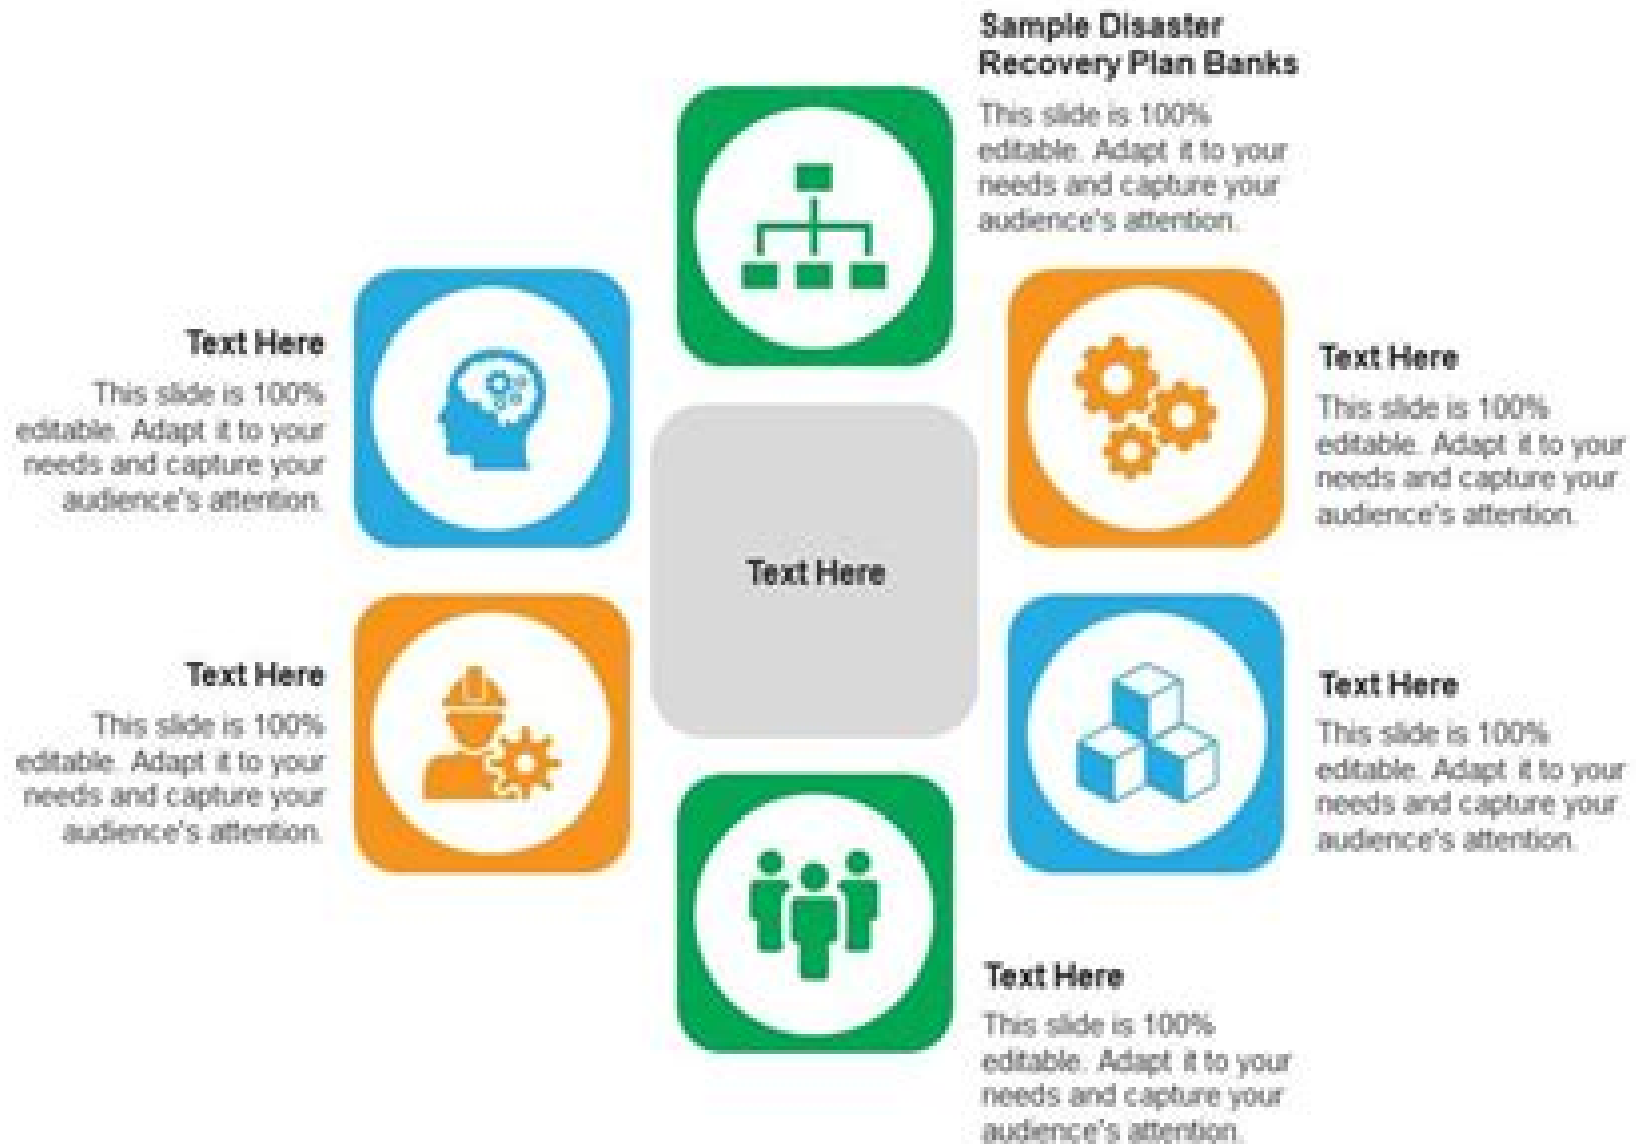 Sample Disaster
Recovery Plan Banks
This slide is 100%
editable. Adapt it to your
needs and capture your
audience's attention.
Text Here
This slide is 100%
editable. Adapt it to your
needs and capture your
audience's attention.
Text Here
This slide is 100%
editable. Adapt it to your
needs and capture your
audience's attention.
Text Here
Text Here
This slide is 100%
editable. Adapt it to your
needs and capture your
audience's attention.
Text Here
This slide is 100%
editable. Adapt it to your
needs and capture your
audience's attention.
Text Here
This slide is 100%
editable. Adapt it to your
needs and capture your
audience's attention.